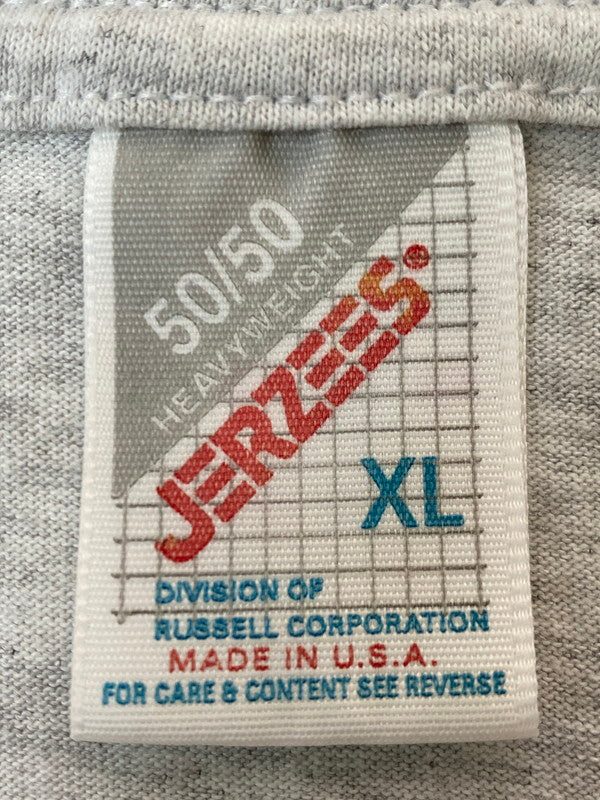 50/50
HEAVYWEIGHT
JERZEES®
XL
DIVISION OF
RUSSELL CORPORATION
MADE IN U.S.A.
FOR CARE & CONTENT SEE REVERSE